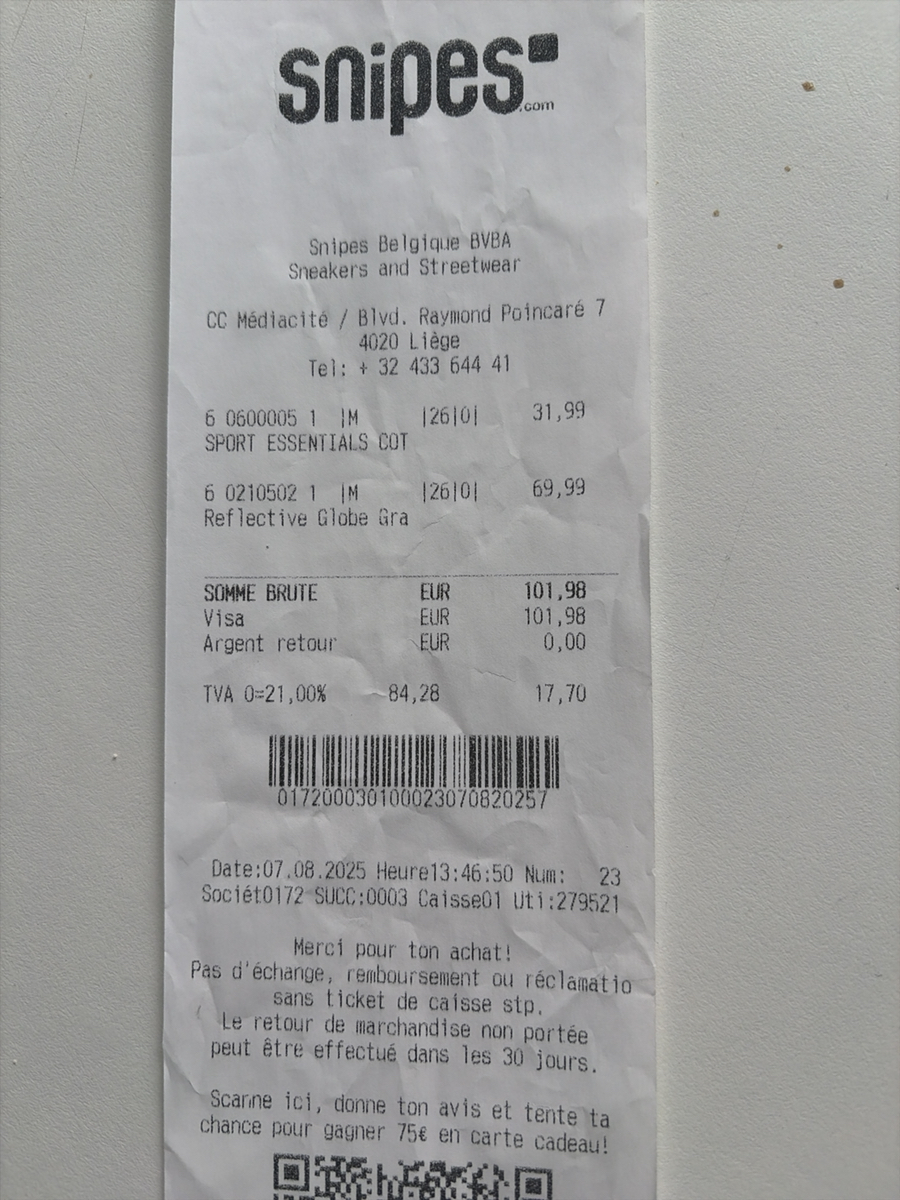 snipes
.com
Snipes Belgique BVBA
Sneakers and Streetwear
CC Médiacité / Blvd. Raymond Poincaré 7
4020 Liège
Tel: + 32 433 644 41
6 0600005 1 |M |26|0| 31,99
SPORT ESSENTIALS COT
6 0210502 1 |M |26|0| 69,99
Reflective Globe Gra
SOMME BRUTE EUR 101,98
Visa EUR 101,98
Argent retour EUR 0,00
TVA 0=21,00% 84,28 17,70
017200030100023070820257
Date:07.08.2025 Heure13:46:50 Num: 23
Sociét0172 SUCC:0003 Caisse01 Uti:279521
Merci pour ton achat!
Pas d'échange, remboursement ou réclamatio
sans ticket de caisse stp.
Le retour de marchandise non portée
peut être effectué dans les 30 jours.
Scanne ici, donne ton avis et tente ta
chance pour gagner 75€ en carte cadeau!